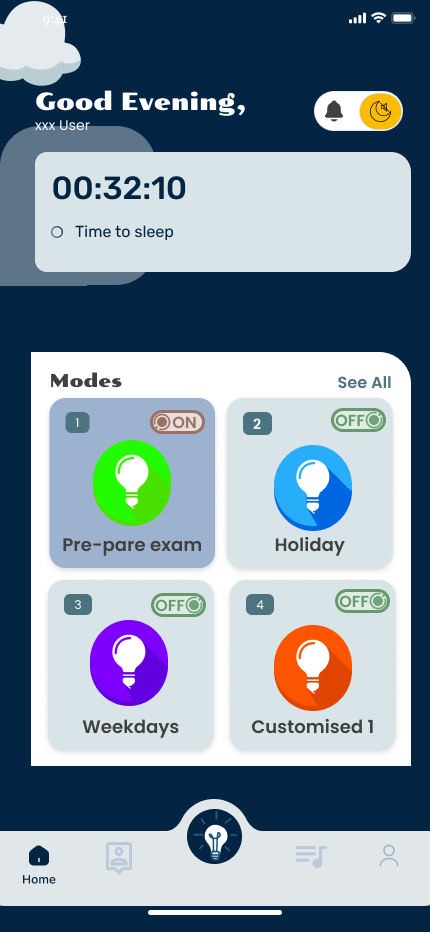 9:41
Good Evening,
xxx User
00:32:10
Time to sleep
Modes
See All
1
ON
Pre-pare exam
2
OFF
Holiday
3
OFF
Weekdays
4
OFF
Customised 1
Home